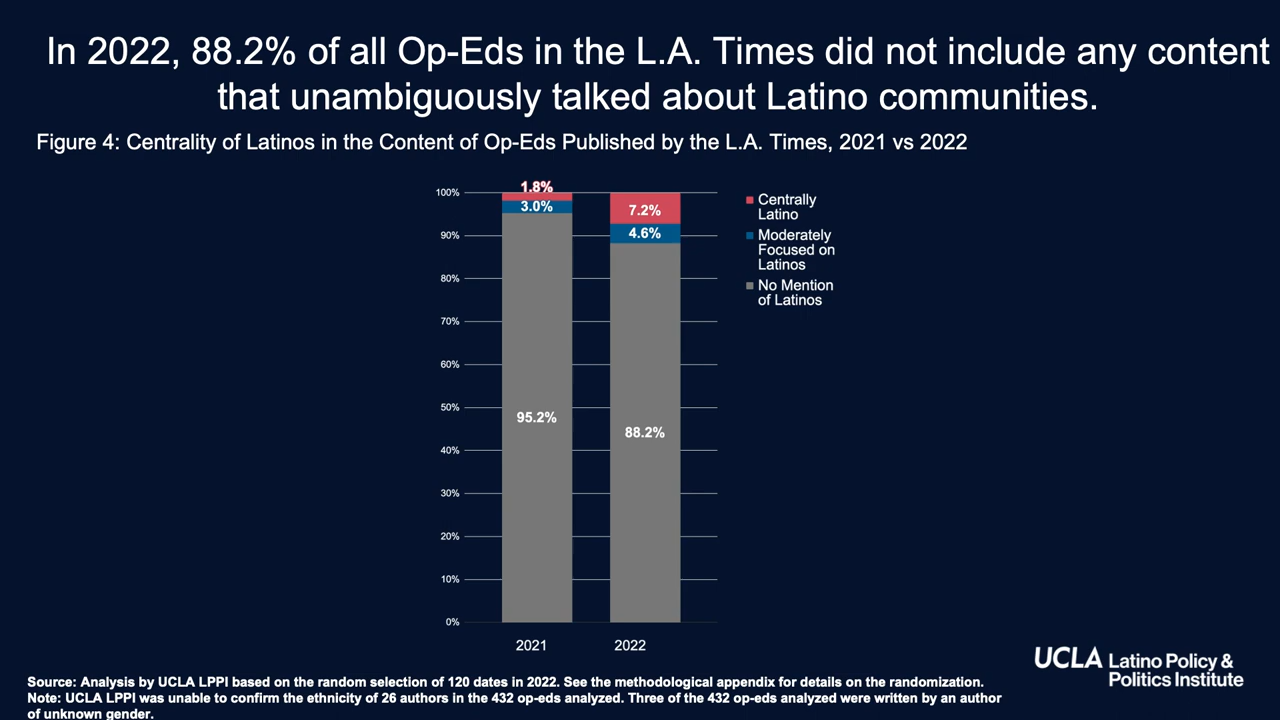 In 2022, 88.2% of all Op-Eds in the L.A. Times did not include any content
that unambiguously talked about Latino communities.
Figure 4: Centrality of Latinos in the Content of Op-Eds Published by the L.A. Times, 2021 vs 2022
100%
90%
80%
70%
60%
50%
40%
30%
20%
10%
0%
1.8%
3.0%
95.2%
7.2%
4.6%
88.2%
2021
2022
Centrally
Latino
Moderately
Focused on
Latinos
No Mention
of Latinos
UCLA Latino Policy &
Politics Institute
Source: Analysis by UCLA LPPI based on the random selection of 120 dates in 2022. See the methodological appendix for details on the randomization.
Note: UCLA LPPI was unable to confirm the ethnicity of 26 authors in the 432 op-eds analyzed. Three of the 432 op-eds analyzed were written by an author
of unknown gender.